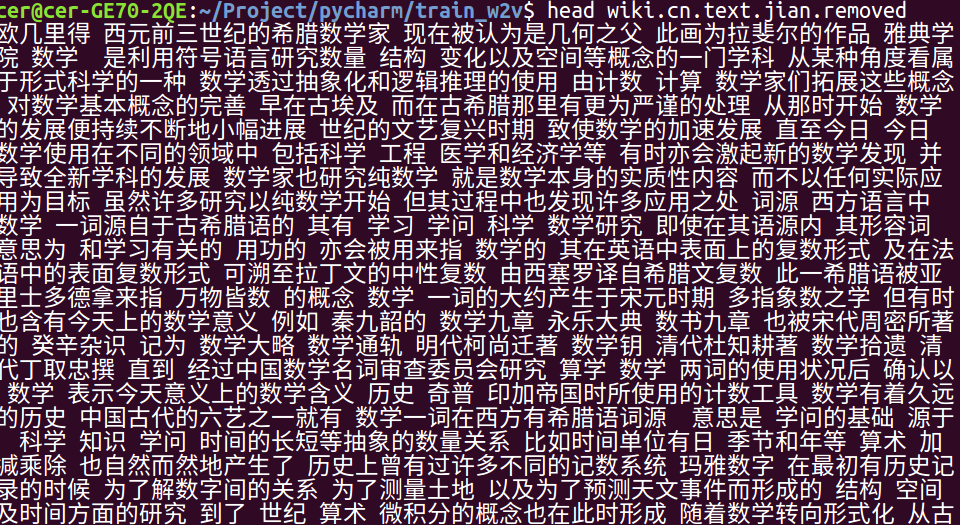 cer@cer-GE70-2QE:~/Project/pycharm/train_w2v$ head wiki.cn.text.jian.removed
欧几里得 西元前三世纪的希腊数学家 现在被认为是几何之父 此画为拉斐尔的作品 雅典学
院 数学 是利用符号语言研究数量 结构 变化以及空间等概念的一门学科 从某种角度看属
于形式科学的一种 数学透过抽象化和逻辑推理的使用 由计数 计算 数学家们拓展这些概念
对数学基本概念的完善 早在古埃及 而在古希腊那里有更为严谨的处理 从那时开始 数学
的发展便持续不断地小幅进展 世纪的文艺复兴时期 致使数学的加速发展 直至今日 今日
数学使用在不同的领域中 包括科学 工程 医学和经济学等 有时亦会激起新的数学发现 并
导致全新学科的发展 数学家也研究纯数学 就是数学本身的实质性内容 而不以任何实际应
用为目标 虽然许多研究以纯数学开始 但其过程中也发现许多应用之处 词源 西方语言中
数学 一词源自于古希腊语的 其有 学习 学问 科学 数学研究 即使在其语源内 其形容词
意思为 和学习有关的 用功的 亦会被用来指 数学的 其在英语中表面上的复数形式 及在法
语中的表面复数形式 可溯至拉丁文的中性复数 由西塞罗译自希腊文复数 此一希腊语被亚
里士多德拿来指 万物皆数 的概念 数学 一词的大约产生于宋元时期 多指象数之学 但有时
也含有今天上的数学意义 例如 秦九韶的 数学九章 永乐大典 数书九章 也被宋代周密所著
的 癸辛杂识 记为 数学大略 数学通轨 明代柯尚迁著 数学钥 清代杜知耕著 数学拾遗 清
代丁取忠撰 直到 经过中国数学名词审查委员会研究 算学 数学 两词的使用状况后 确认以
数学 表示今天意义上的数学含义 历史 奇普 印加帝国时所使用的计数工具 数学有着久远
的历史 中国古代的六艺之一就有 数学一词在西方有希腊语词源 意思是 学问的基础 源于
科学 知识 学问 时间的长短等抽象的数量关系 比如时间单位有日 季节和年等 算术 加
减乘除 也自然而然地产生了 历史上曾有过许多不同的记数系统 玛雅数字 在最初有历史记
录的时候 为了解数字间的关系 为了测量土地 以及为了预测天文事件而形成的 结构 空间
及时间方面的研究 到了 世纪 算术 微积分的概念也在此时形成 随着数学转向形式化 从古